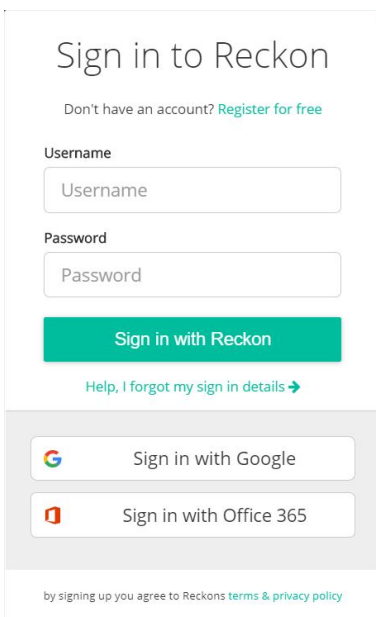 Sign in to Reckon
Don't have an account? Register for free
Username
Username
Password
Password
Sign in with Reckon
Help, I forgot my sign in details
Sign in with Google
Sign in with Office 365
by signing up you agree to Reckons terms & privacy policy